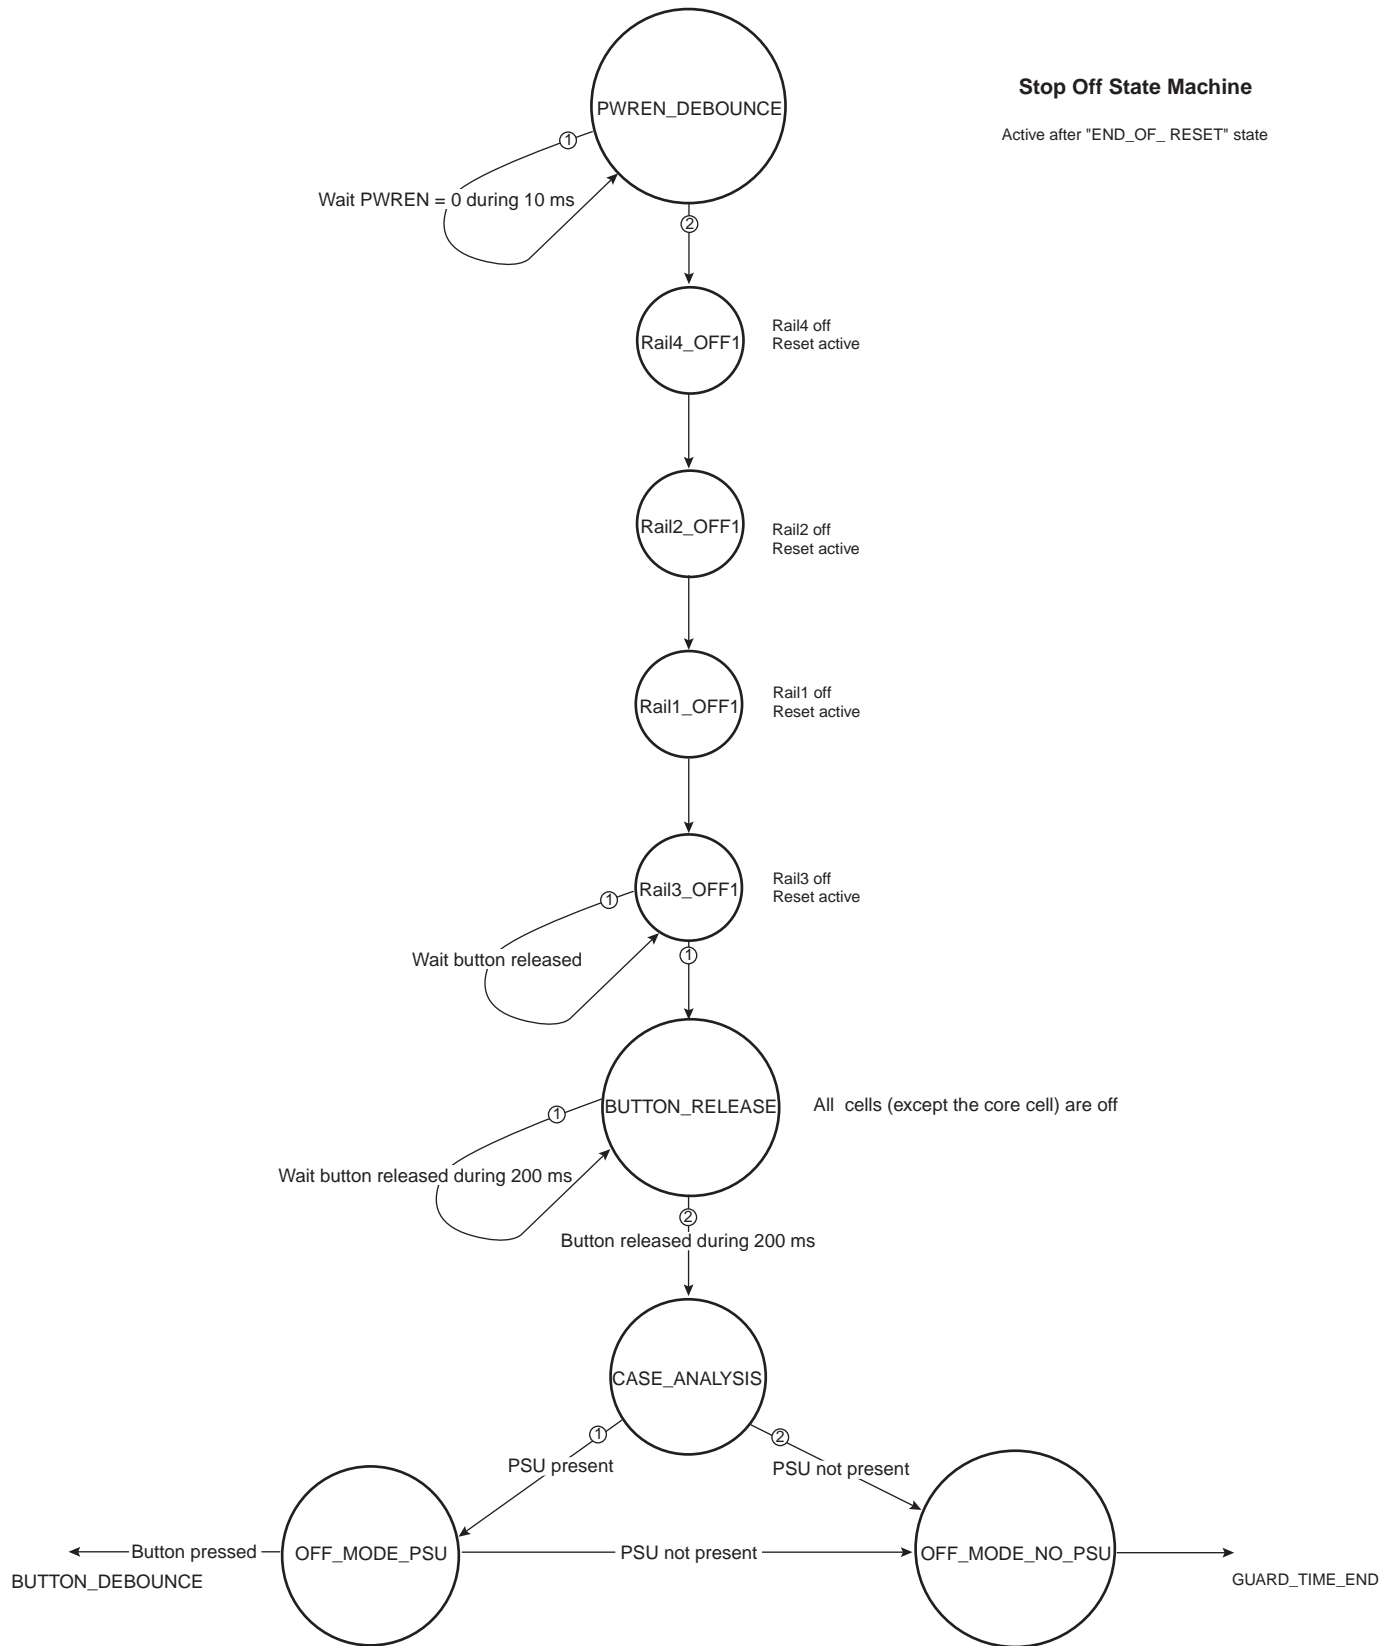 PWREN_DEBOUNCE
Stop Off State Machine
Active after "END_OF_ RESET" state
1
Wait PWREN = 0 during 10 ms
2
Rail4_OFF1
Rail4 off
Reset active
Rail2_OFF1
Rail2 off
Reset active
Rail1_OFF1
Rail1 off
Reset active
Rail3_OFF1
Rail3 off
Reset active
1
Wait button released
1
BUTTON_RELEASE
All cells (except the core cell) are off
1
Wait button released during 200 ms
2
Button released during 200 ms
CASE_ANALYSIS
1
PSU present
2
PSU not present
Button pressed
BUTTON_DEBOUNCE
OFF_MODE_PSU
PSU not present
OFF_MODE_NO_PSU
GUARD_TIME_END